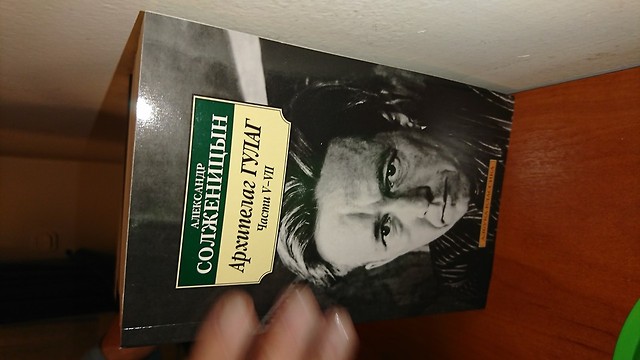 АЛЕКСАНДР
СОЛЖЕНИЦЫН
Архипелаг ГУЛАГ
Части V–VII